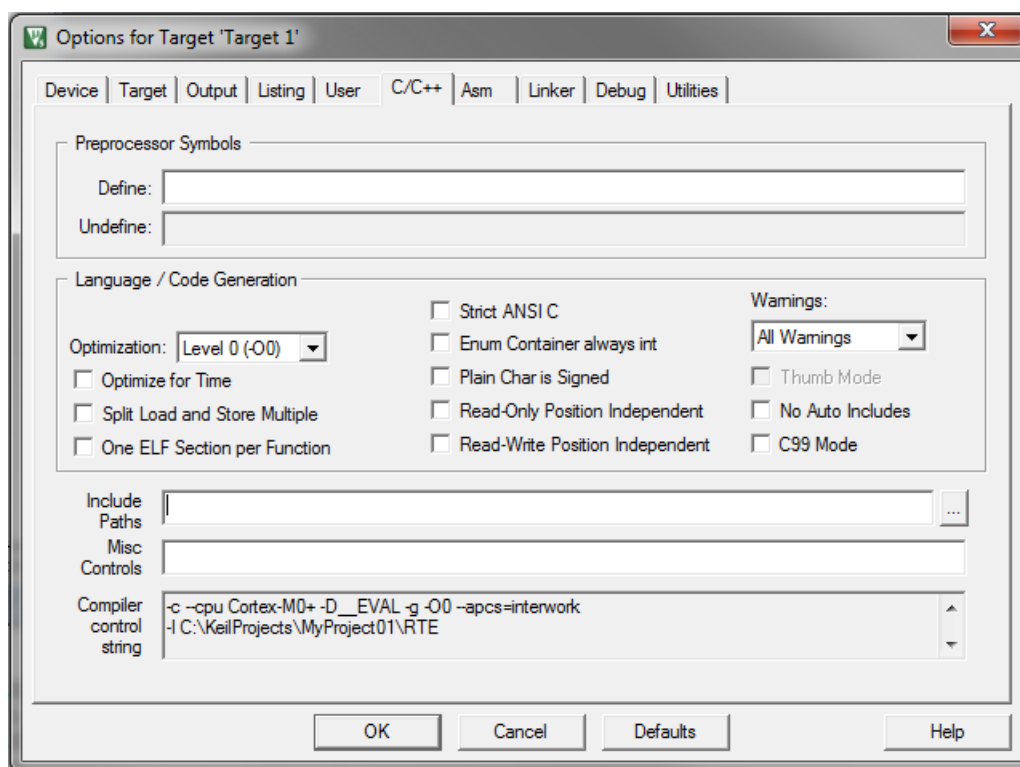 Options for Target 'Target 1'
Device Target Output Listing User C/C++ Asm Linker Debug Utilities
Preprocessor Symbols
Define:
Undefine:
Language / Code Generation
Optimization: Level 0 (-O0)
Optimize for Time
Split Load and Store Multiple
One ELF Section per Function
Strict ANSI C
Enum Container always int
Plain Char is Signed
Read-Only Position Independent
Read-Write Position Independent
Warnings:
All Warnings
Thumb Mode
No Auto Includes
C99 Mode
Include
Paths
...
Misc
Controls
Compiler
control
string
-c --cpu Cortex-M0+ -D__EVAL -g -O0 --apcs=interwork
-I C:\KeilProjects\MyProject01\RTE
OK Cancel Defaults Help